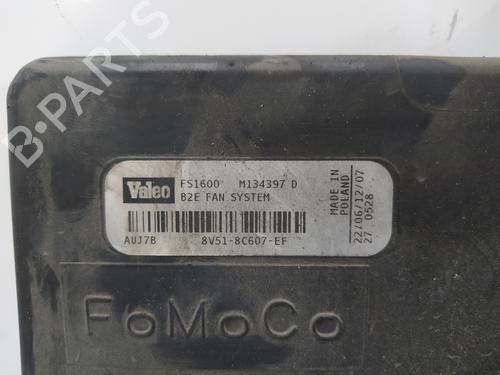 B-PARTS
Valeo FS1600 M134397 D
B2E FAN SYSTEM
AUJ7B 8V51-8C607-EF
MADE IN
POLAND
22/06/12/07
27 0528
FoMoCo